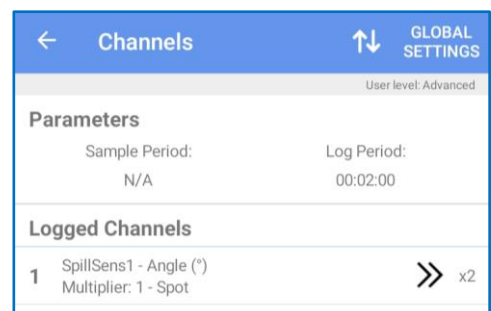 Channels
GLOBAL
SETTINGS
User level: Advanced
Parameters
Sample Period:
Log Period:
N/A
00:02:00
Logged Channels
1
SpillSens1 - Angle (°)
Multiplier: 1 - Spot
x2